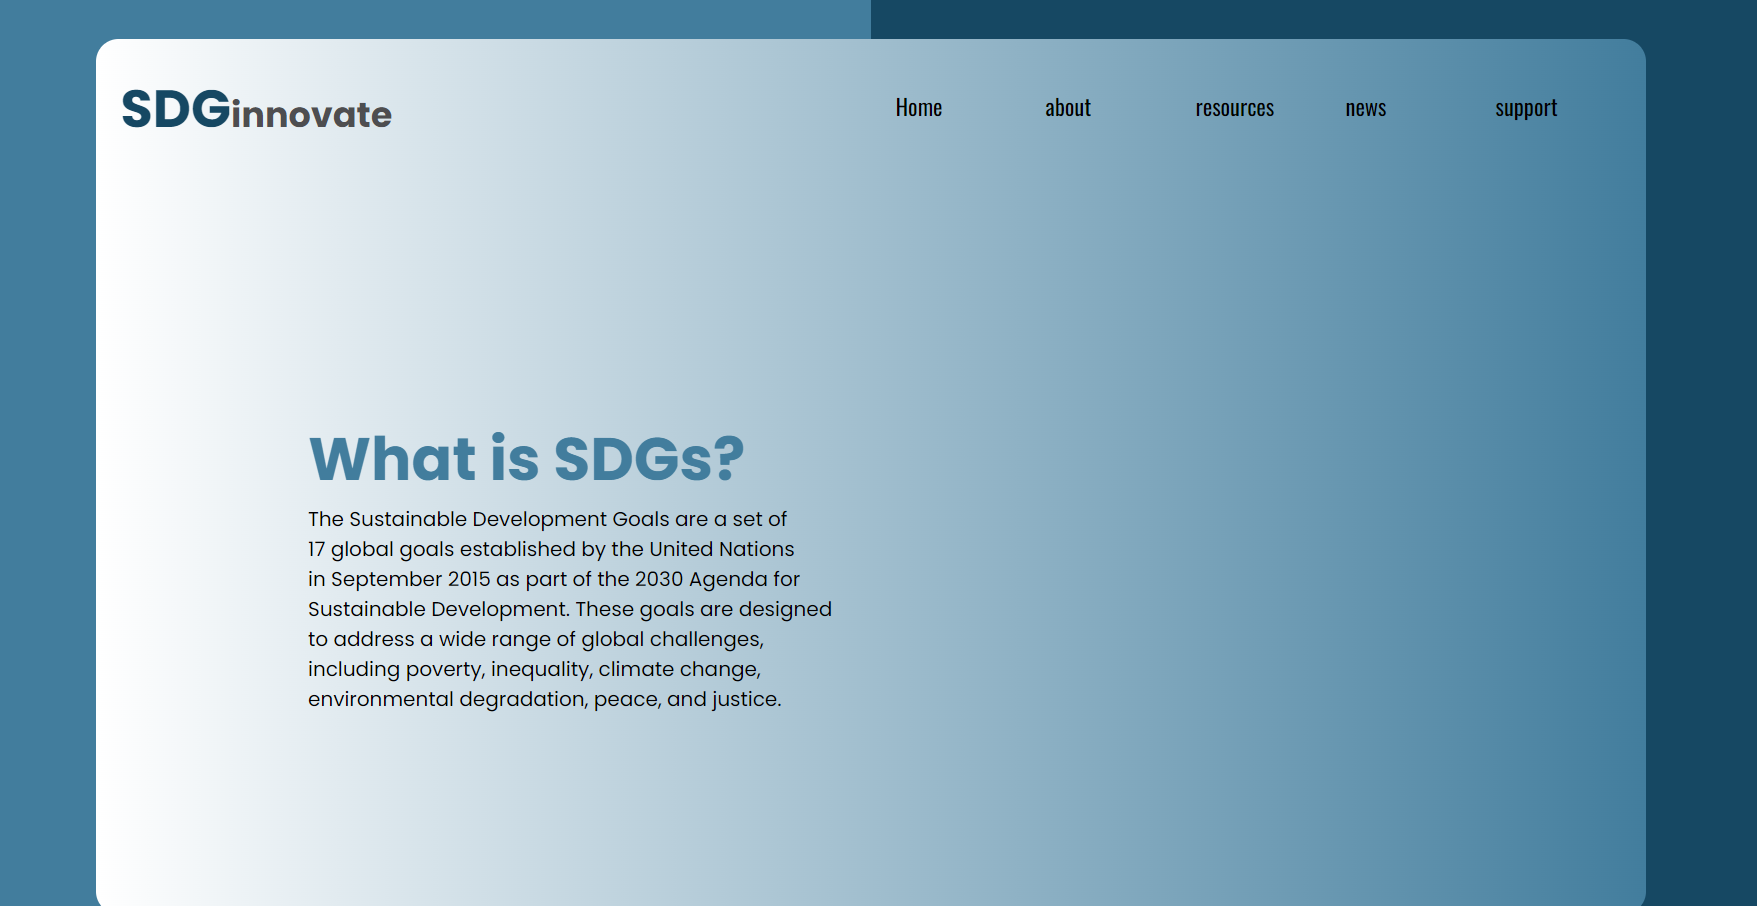 SDGinnovate
Home about resources news support
What is SDGs?
The Sustainable Development Goals are a set of
17 global goals established by the United Nations
in September 2015 as part of the 2030 Agenda for
Sustainable Development. These goals are designed
to address a wide range of global challenges,
including poverty, inequality, climate change,
environmental degradation, peace, and justice.